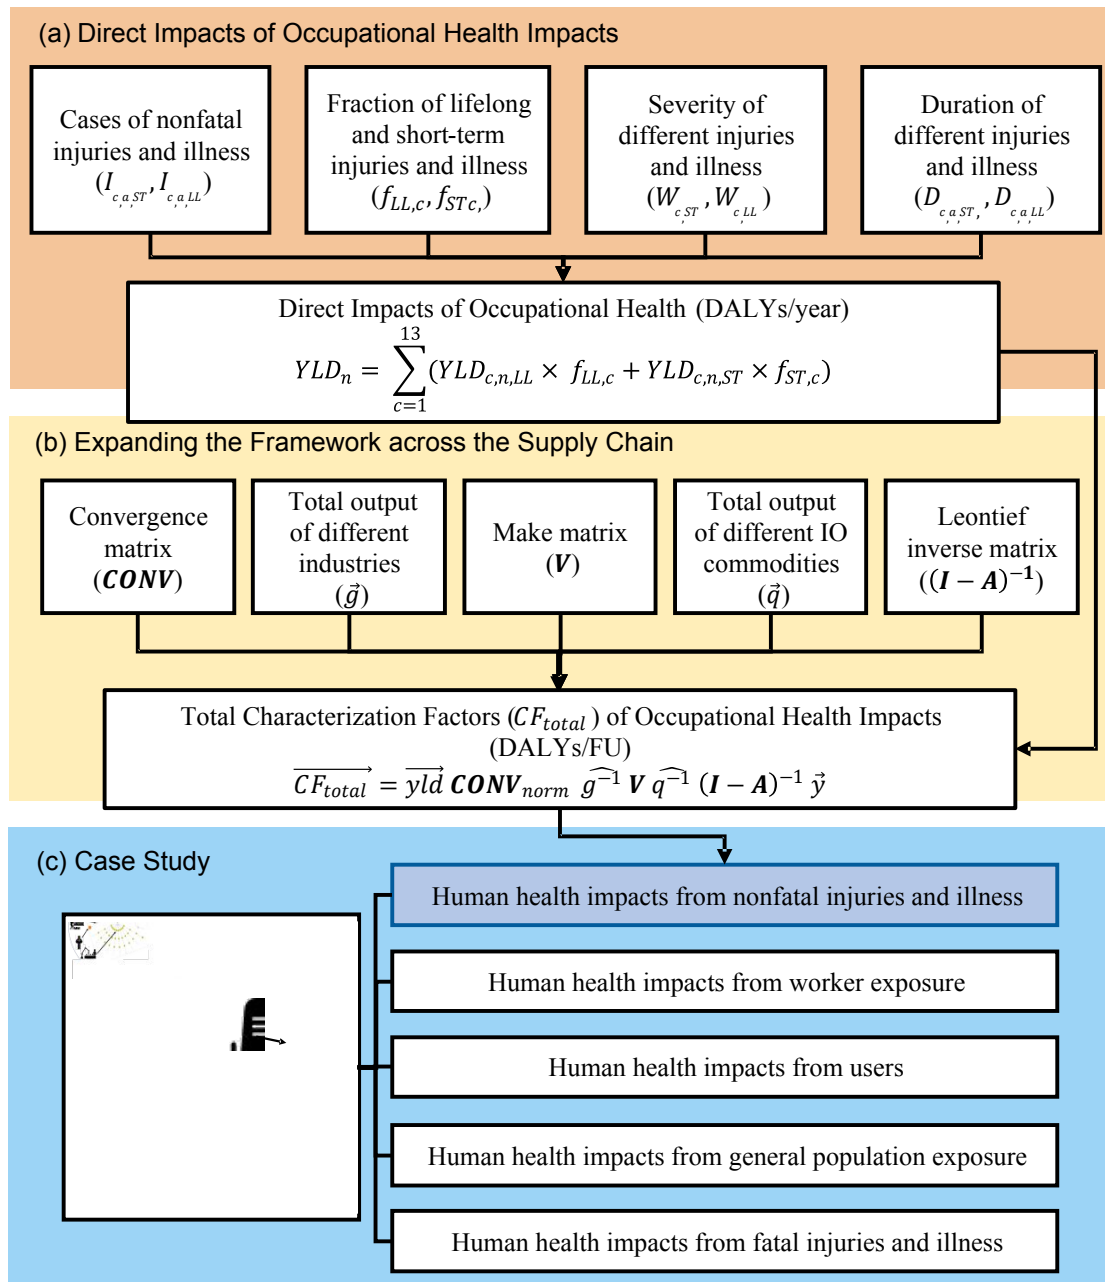 (a) Direct Impacts of Occupational Health Impacts
Cases of nonfatal
injuries and illness
(I_{c,a,ST}, I_{c,a,LL})
Fraction of lifelong
and short-term
injuries and illness
(f_{LL,c}, f_{STc,})
Severity of
different injuries
and illness
(W_{c,ST}, W_{c,LL})
Duration of
different injuries
and illness
(D_{c,a,ST,}, D_{c,a,LL})
Direct Impacts of Occupational Health (DALYs/year)
YLD_n = \sum_{c=1}^{13} (YLD_{c,n,LL} × f_{LL,c} + YLD_{c,n,ST} × f_{ST,c})
(b) Expanding the Framework across the Supply Chain
Convergence
matrix
(CONV)
Total output
of different
industries
(\vec{g})
Make matrix
(V)
Total output
of different IO
commodities
(\vec{q})
Leontief
inverse matrix
((I − A)^{−1})
Total Characterization Factors (CF_{total}) of Occupational Health Impacts
(DALYs/FU)
\overrightarrow{CF_{total}} = \overrightarrow{yld} CONV_{norm} \widehat{g^{-1}} V \widehat{q^{-1}} (I − A)^{−1} \vec{y}
(c) Case Study
Human health impacts from nonfatal injuries and illness
Human health impacts from worker exposure
Human health impacts from users
Human health impacts from general population exposure
Human health impacts from fatal injuries and illness